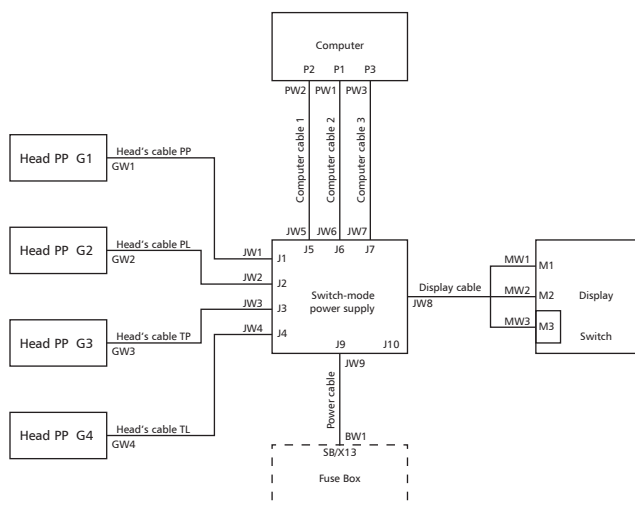 Computer
P2 P1 P3
PW2 PW1 PW3
Computer cable 1
Computer cable 2
Computer cable 3
Head PP G1
Head's cable PP
GW1
Head PP G2
Head's cable PL
GW2
Head PP G3
Head's cable TP
GW3
Head PP G4
Head's cable TL
GW4
JW5 JW6 JW7
J5 J6 J7
JW1
J1
JW2
J2
JW3
J3
JW4
J4
Switch-mode
power supply
J9 J10
JW9
Display cable
JW8
MW1
M1
MW2
M2
Display
MW3
M3
Switch
Power cable
BW1
SB/X13
Fuse Box